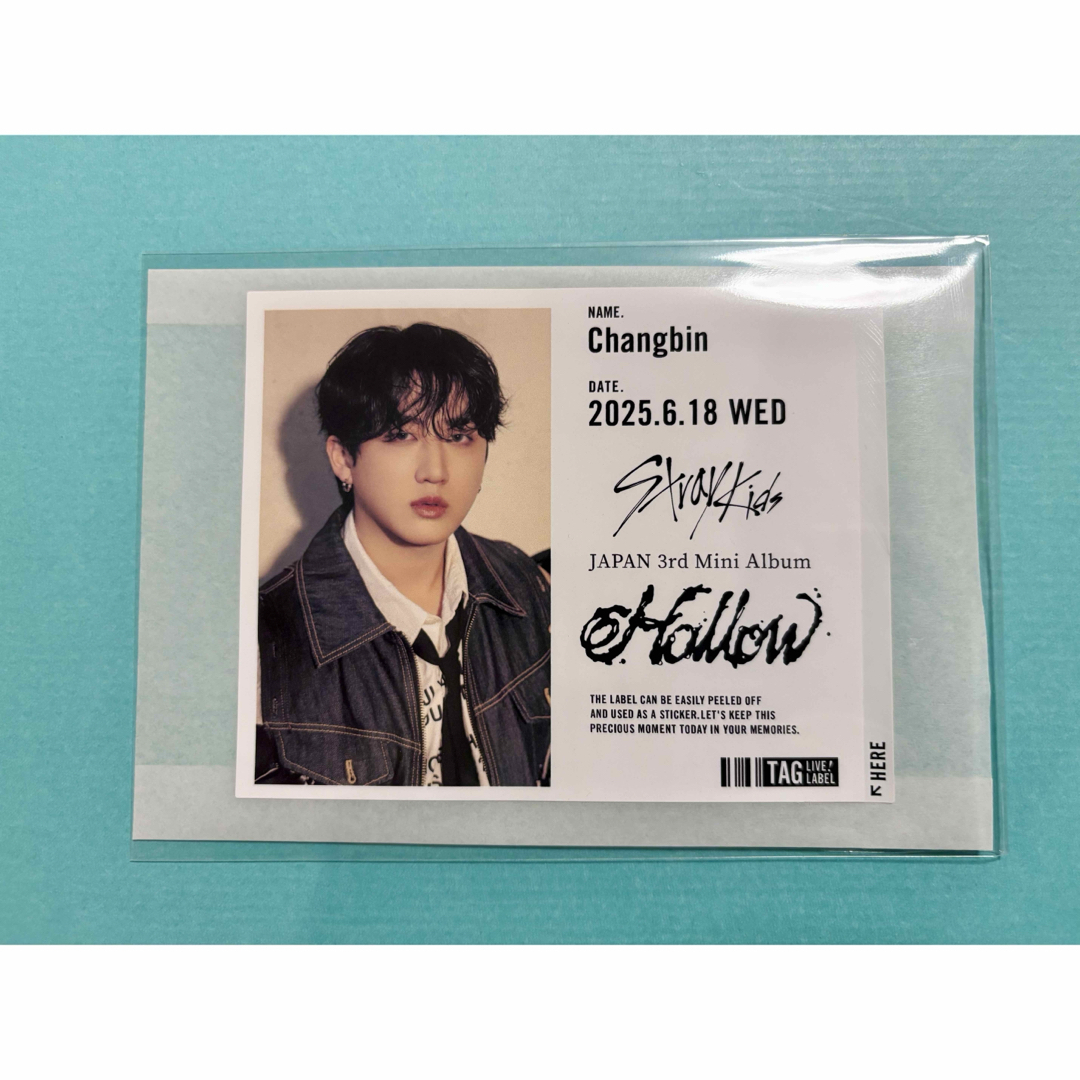 NAME.
Changbin
DATE.
2025.6.18 WED
Stray Kids
JAPAN 3rd Mini Album
Hollow
THE LABEL CAN BE EASILY PEELED OFF
AND USED AS A STICKER.LET'S KEEP THIS
PRECIOUS MOMENT TODAY IN YOUR MEMORIES.
TAG LIVE!
LABEL
↖HERE